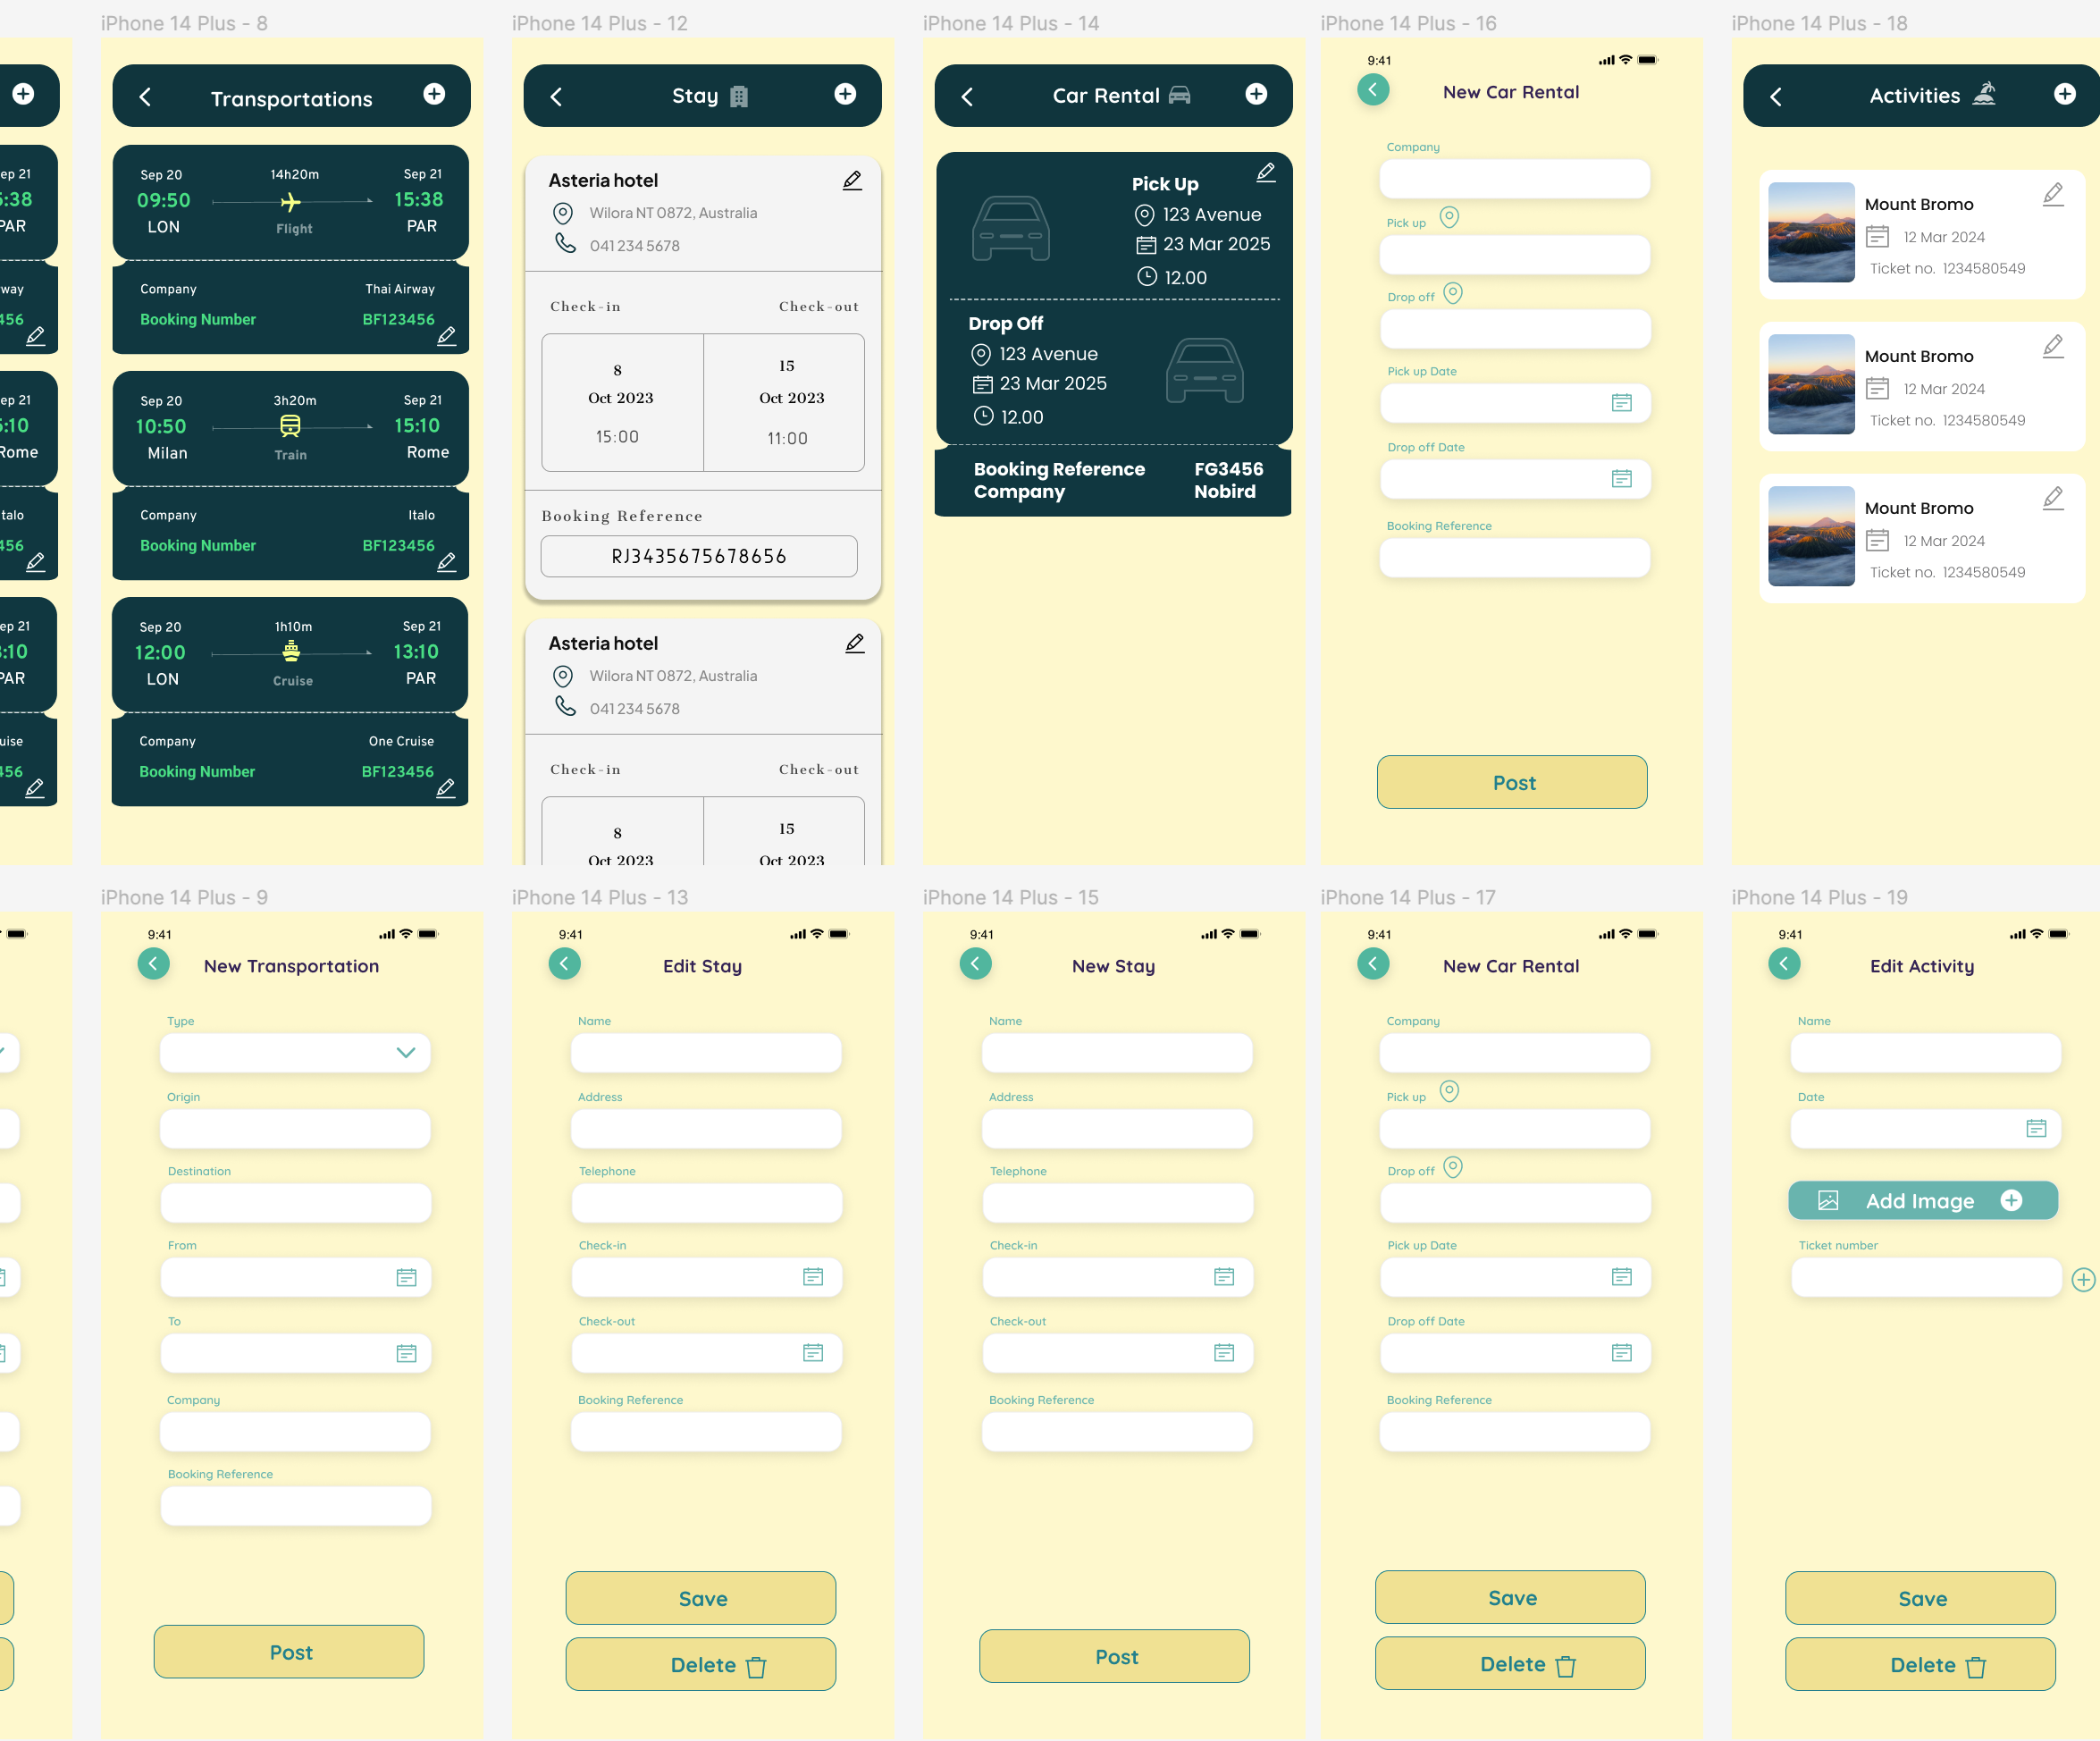 iPhone 14 Plus - 8
Transportations
Sep 20 14h20m Sep 21
09:50 15:38
LON Flight PAR
Company Thai Airway
Booking Number BF123456
Sep 20 3h20m Sep 21
10:50 15:10
Milan Train Rome
Company Italo
Booking Number BF123456
Sep 20 1h10m Sep 21
12:00 13:10
LON Cruise PAR
Company One Cruise
Booking Number BF123456
iPhone 14 Plus - 12
Stay
Asteria hotel
Wilora NT 0872, Australia
041 234 5678
Check-in Check-out
8 15
Oct 2023 Oct 2023
15:00 11:00
Booking Reference
RJ3435675678656
Asteria hotel
Wilora NT 0872, Australia
041 234 5678
Check-in Check-out
8 15
Oct 2023 Oct 2023
iPhone 14 Plus - 14
Car Rental
Pick Up
123 Avenue
23 Mar 2025
12.00
Drop Off
123 Avenue
23 Mar 2025
12.00
Booking Reference FG3456
Company Nobird
iPhone 14 Plus - 16
9:41
New Car Rental
Company
Pick up
Drop off
Pick up Date
Drop off Date
Booking Reference
Post
iPhone 14 Plus - 18
Activities
Mount Bromo
12 Mar 2024
Ticket no. 1234580549
Mount Bromo
12 Mar 2024
Ticket no. 1234580549
Mount Bromo
12 Mar 2024
Ticket no. 1234580549
iPhone 14 Plus - 9
9:41
New Transportation
Type
Origin
Destination
From
To
Company
Booking Reference
Post
iPhone 14 Plus - 13
9:41
Edit Stay
Name
Address
Telephone
Check-in
Check-out
Booking Reference
Save
Delete
iPhone 14 Plus - 15
9:41
New Stay
Name
Address
Telephone
Check-in
Check-out
Booking Reference
Post
iPhone 14 Plus - 17
9:41
New Car Rental
Company
Pick up
Drop off
Pick up Date
Drop off Date
Booking Reference
Save
Delete
iPhone 14 Plus - 19
9:41
Edit Activity
Name
Date
Add Image
Ticket number
Save
Delete